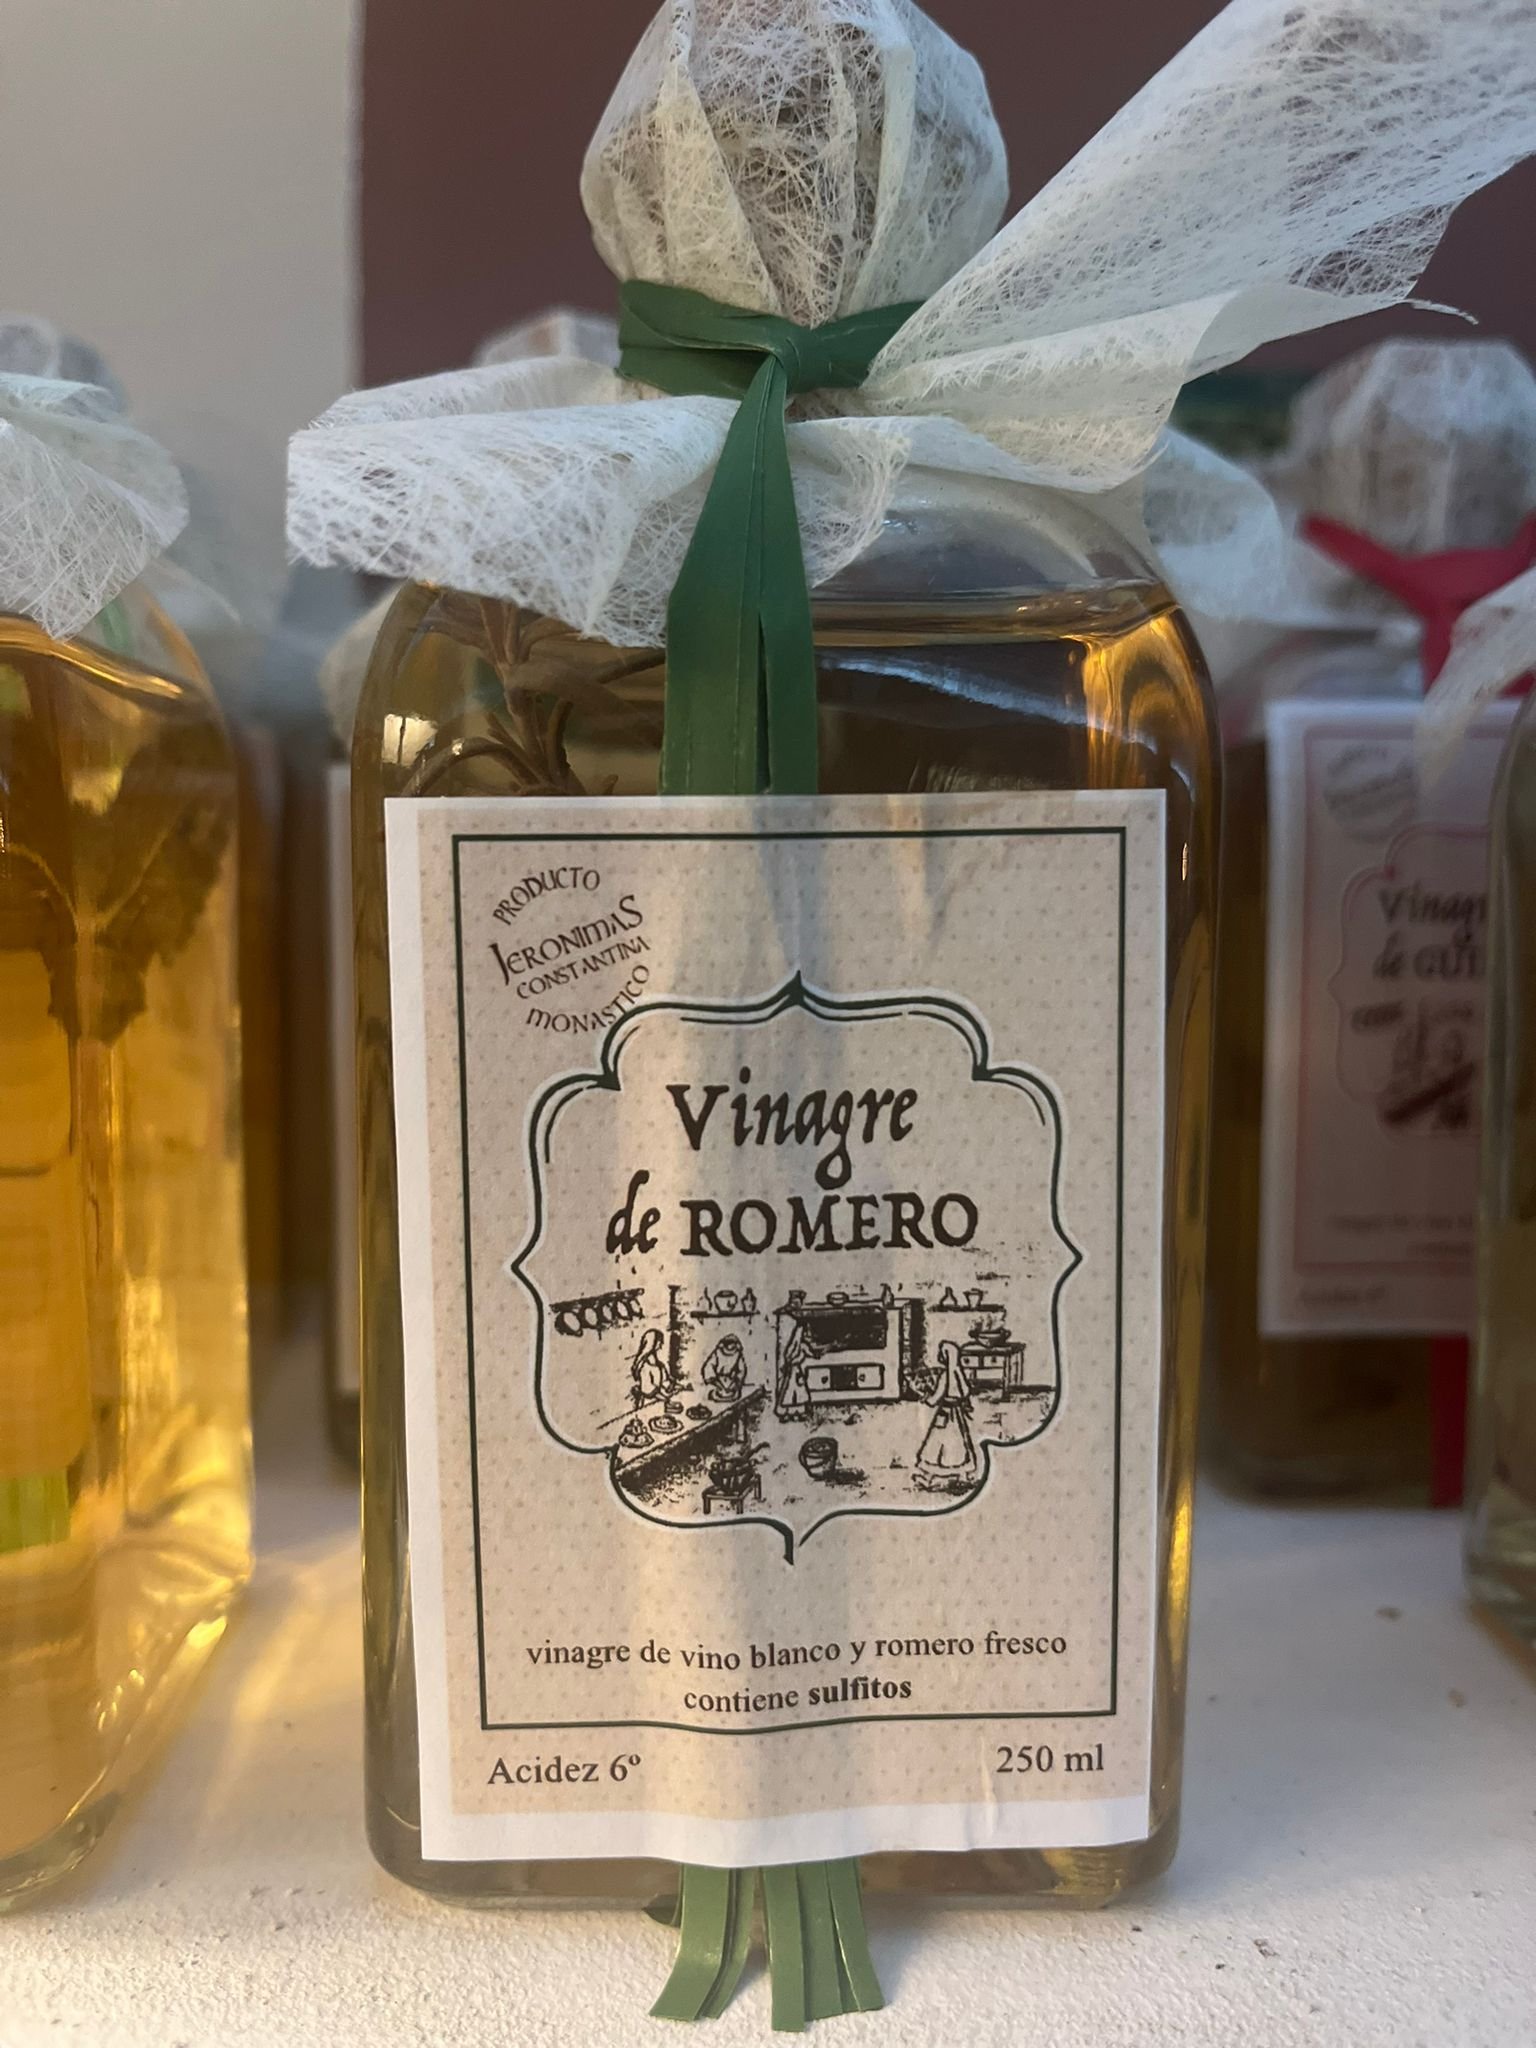 PRODUCTO
JERONIMAS
CONSTANTINA
MONASTICO
Vinagre
de ROMERO
vinagre de vino blanco y romero fresco
contiene sulfitos
Acidez 6º
250 ml
de